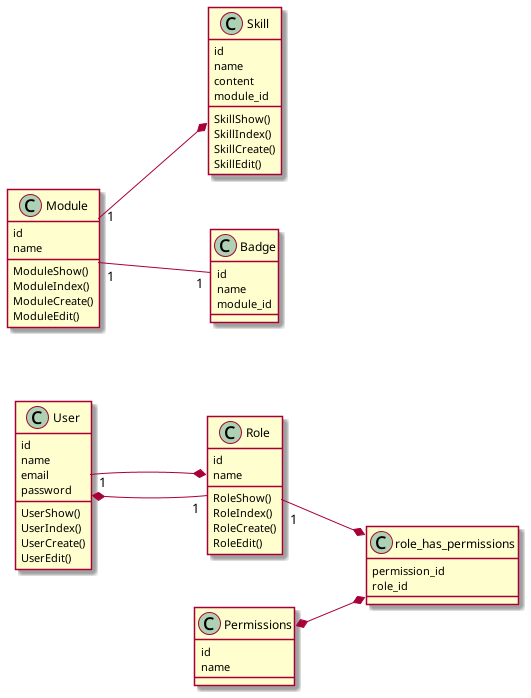 C Skill
id
name
content
module_id
SkillShow()
SkillIndex()
SkillCreate()
SkillEdit()
C Module
id
name
ModuleShow()
ModuleIndex()
ModuleCreate()
ModuleEdit()
1
1
1
C Badge
id
name
module_id
C User
id
name
email
password
UserShow()
UserIndex()
UserCreate()
UserEdit()
1
1
C Role
id
name
RoleShow()
RoleIndex()
RoleCreate()
RoleEdit()
1
C role_has_permissions
permission_id
role_id
C Permissions
id
name